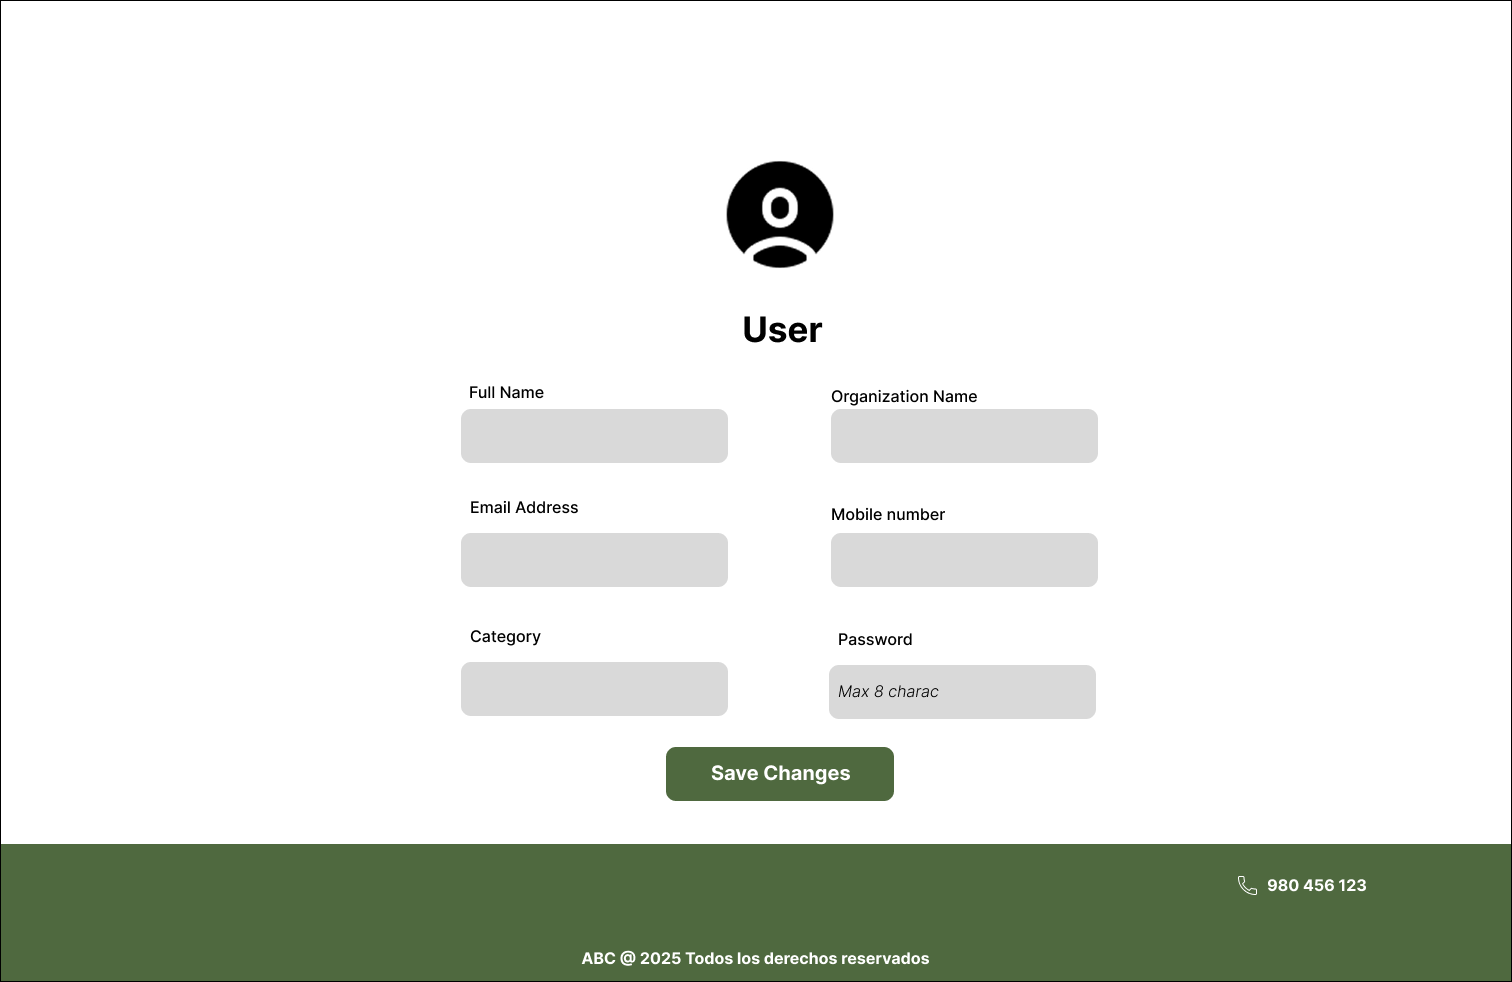 User
Full Name
Organization Name
Email Address
Mobile number
Category
Password
Max 8 charac
Save Changes
980 456 123
ABC @ 2025 Todos los derechos reservados